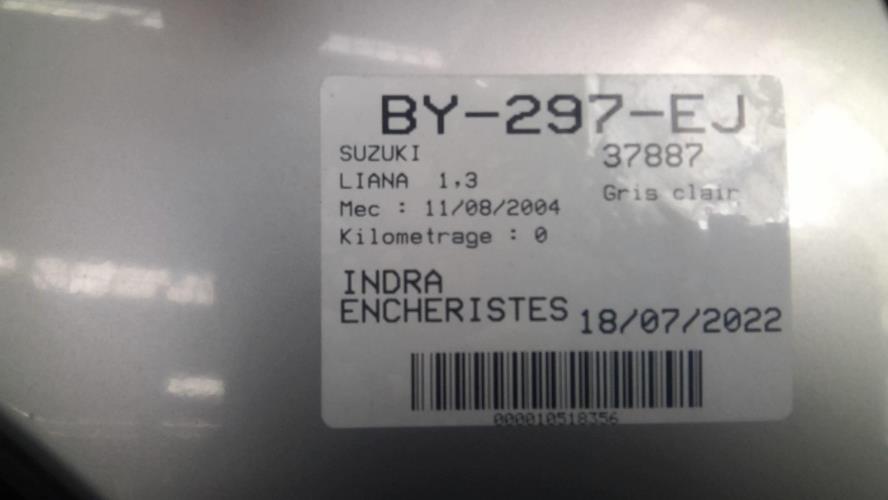 BY-297-EJ
SUZUKI 37887
LIANA 1,3 Gris clair
Mec : 11/08/2004
Kilometrage : 0
INDRA
ENCHERISTES 18/07/2022
000010518356